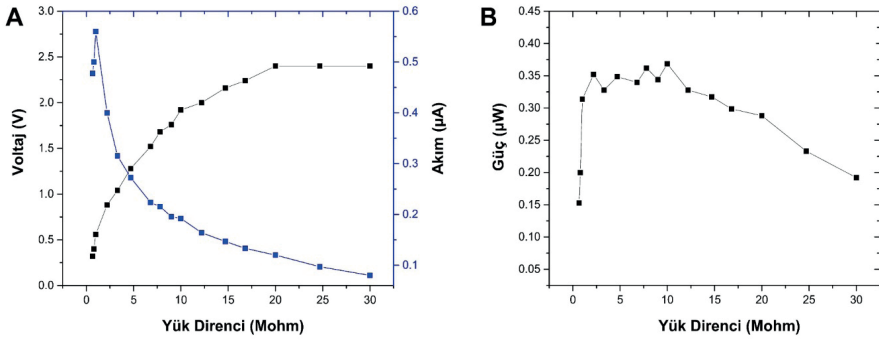 A
3.0
2.5
2.0
1.5
1.0
0.5
0.0
Voltaj (V)
0 5 10 15 20 25 30
Yük Direnci (Mohm)
0.6
0.5
0.4
0.3
0.2
0.1
Akım (µA)
B
0.45
0.40
0.35
0.30
0.25
0.20
0.15
0.10
0.05
Güç (µW)
0 5 10 15 20 25 30
Yük Direnci (Mohm)